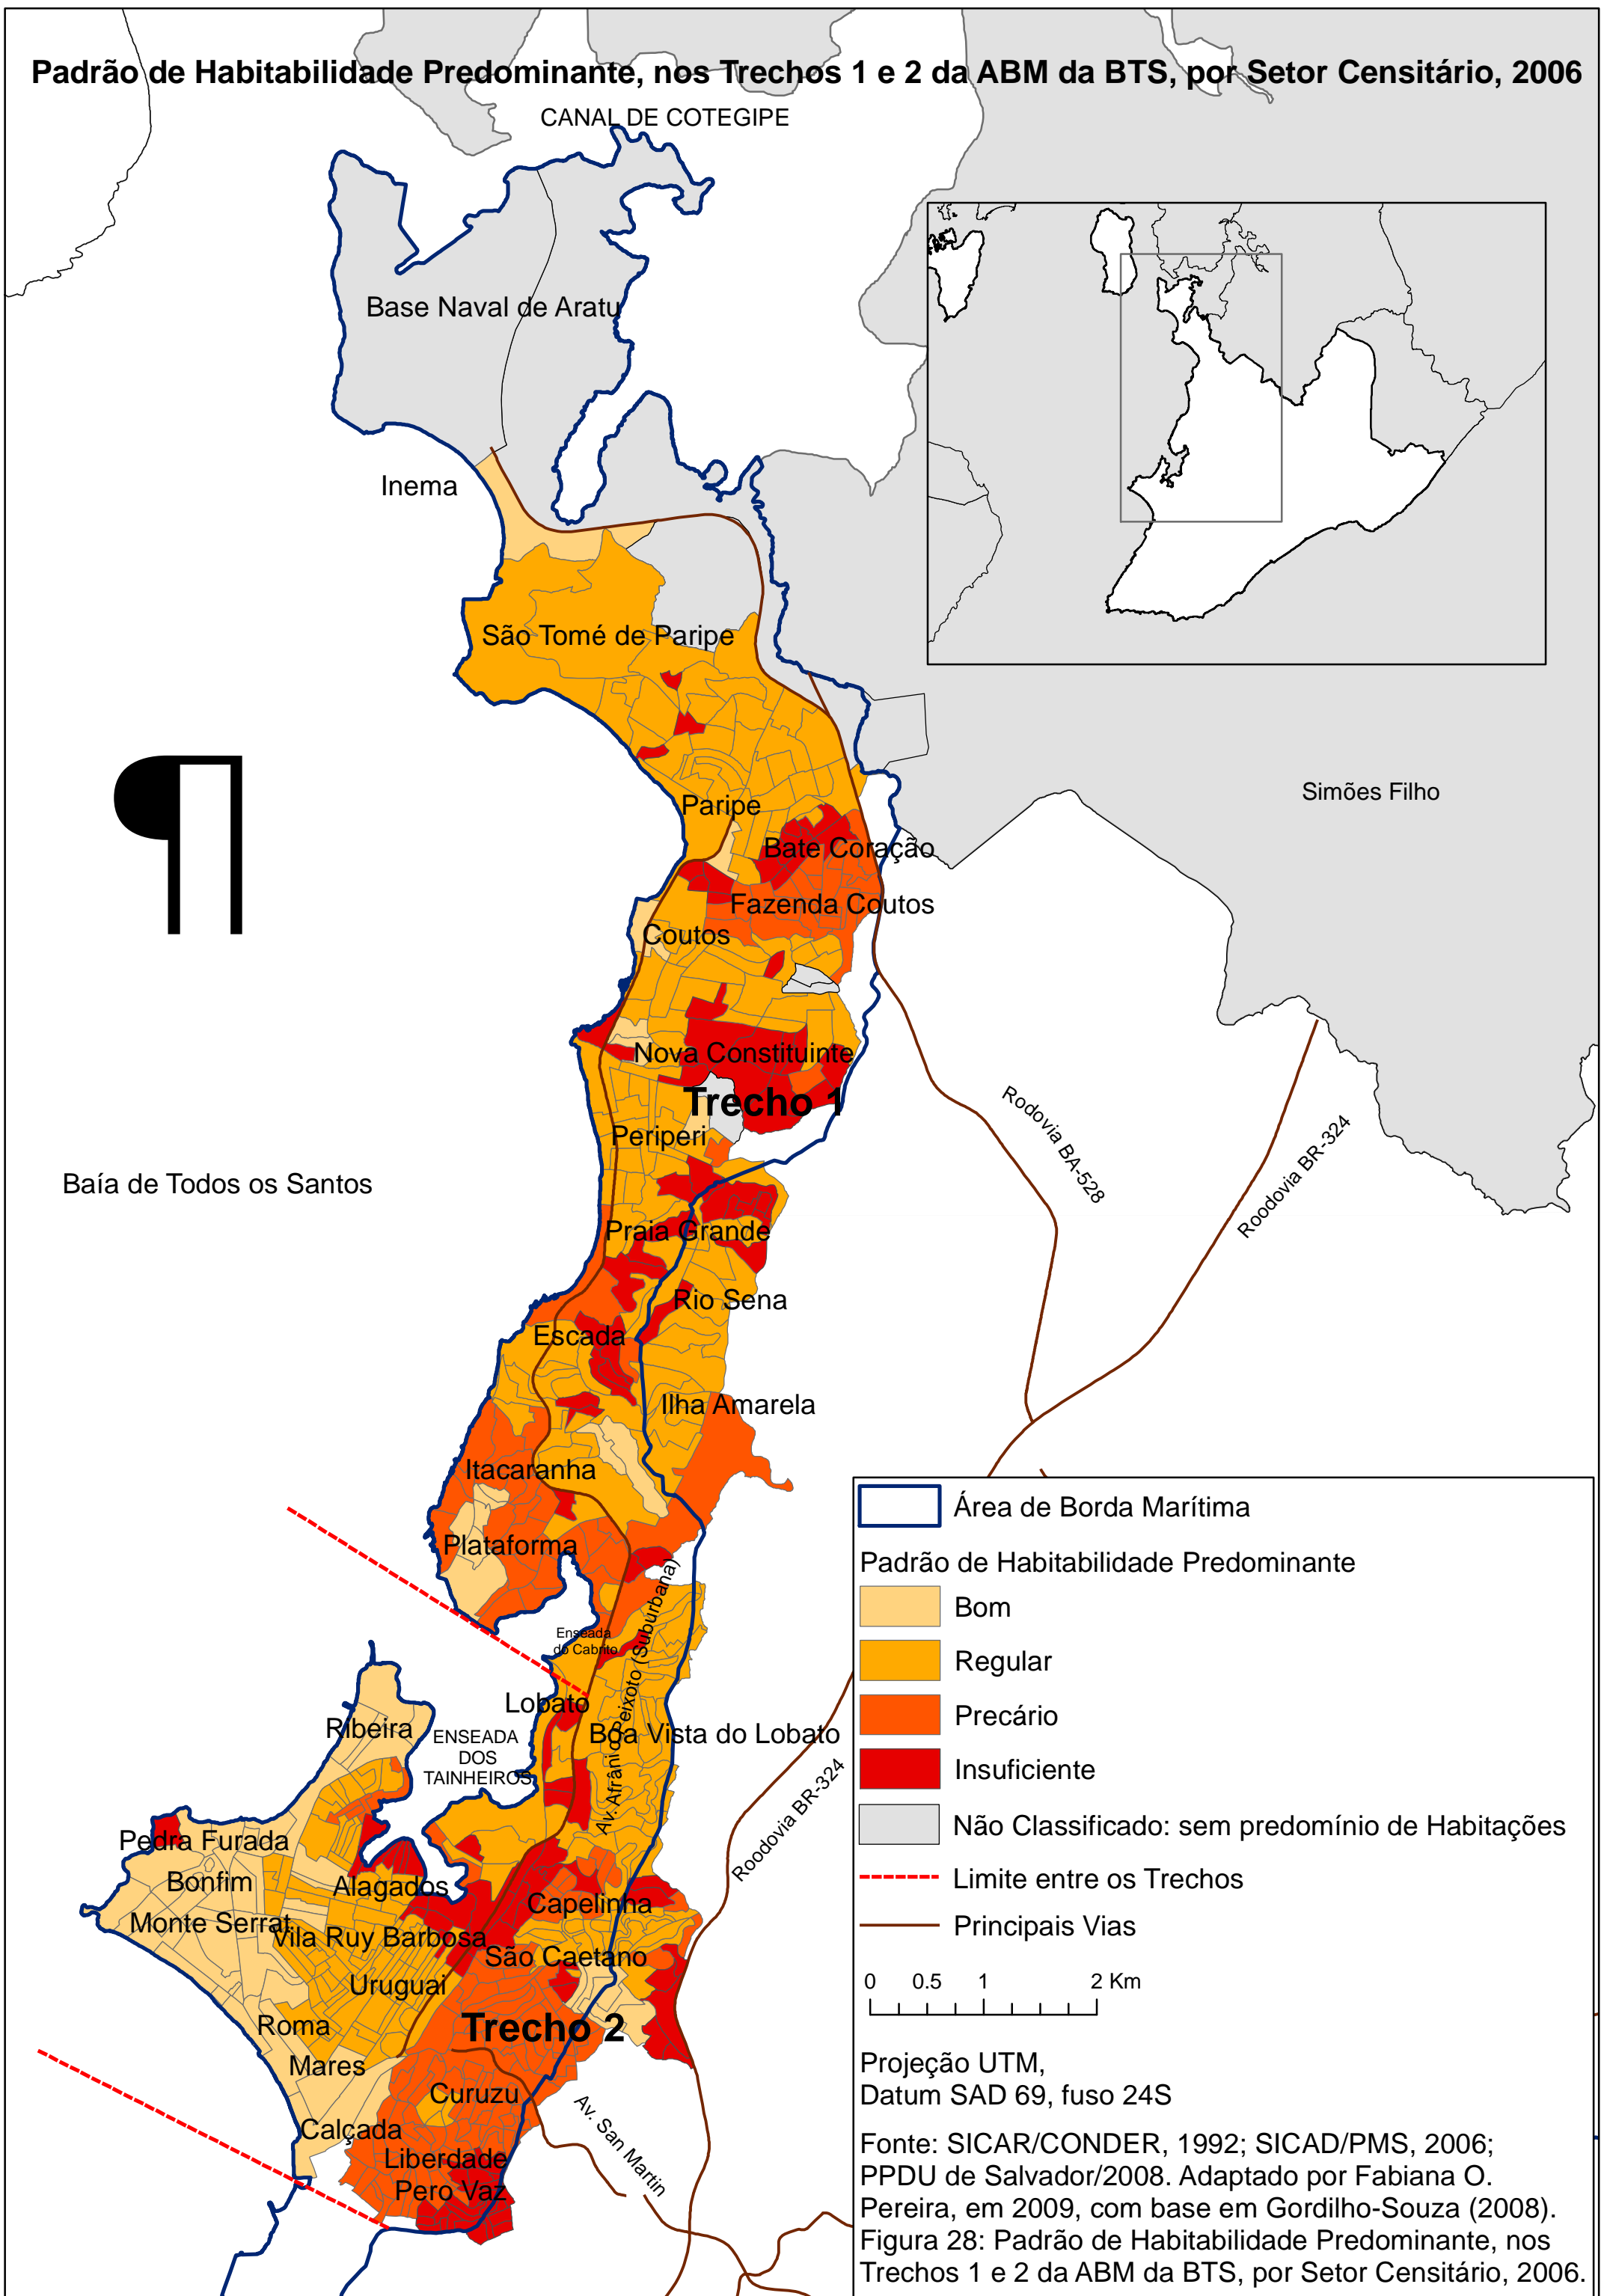 Padrão de Habitabilidade Predominante, nos Trechos 1 e 2 da ABM da BTS, por Setor Censitário, 2006
CANAL DE COTEGIPE
Base Naval de Aratu
Inema
São Tomé de Paripe
¶
Simões Filho
Paripe
Bate Coração
Fazenda Coutos
Coutos
Nova Constituinte
Trecho 1
Periperi
Rodovia BA-528
Roodovia BR-324
Baía de Todos os Santos
Praia Grande
Rio Sena
Escada
Ilha Amarela
Itacaranha
Plataforma
Enseada
do Cabrito
Av. Afrânio Peixoto (Suburbana)
Lobato
Boa Vista do Lobato
Ribeira
ENSEADA
DOS
TAINHEIROS
Roodovia BR-324
Pedra Furada
Bonfim
Alagados
Capelinha
Monte Serrat
Vila Ruy Barbosa
São Caetano
Uruguai
Roma
Trecho 2
Mares
Curuzu
Av. San Martin
Calçada
Liberdade
Pero Vaz
Área de Borda Marítima
Padrão de Habitabilidade Predominante
Bom
Regular
Precário
Insuficiente
Não Classificado: sem predomínio de Habitações
Limite entre os Trechos
Principais Vias
0 0.5 1 2 Km
Projeção UTM,
Datum SAD 69, fuso 24S
Fonte: SICAR/CONDER, 1992; SICAD/PMS, 2006;
PPDU de Salvador/2008. Adaptado por Fabiana O.
Pereira, em 2009, com base em Gordilho-Souza (2008).
Figura 28: Padrão de Habitabilidade Predominante, nos
Trechos 1 e 2 da ABM da BTS, por Setor Censitário, 2006.